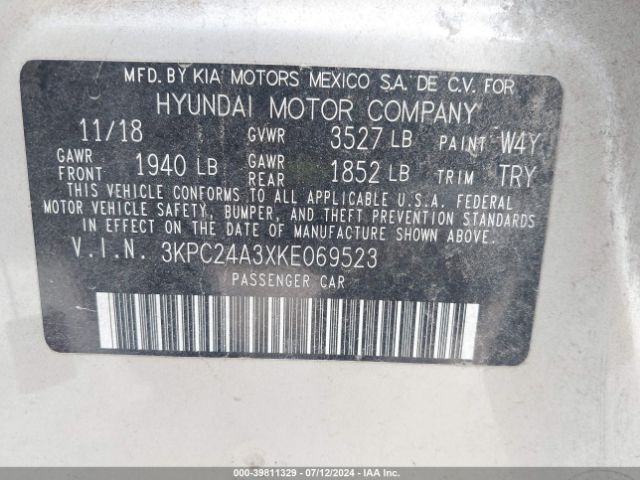 MFD. BY KIA MOTORS MEXICO S.A. DE C.V. FOR
HYUNDAI MOTOR COMPANY
11/18 GVWR 3527 LB PAINT W4Y
GAWR FRONT 1940 LB GAWR REAR 1852 LB TRIM TRY
THIS VEHICLE CONFORMS TO ALL APPLICABLE U.S.A. FEDERAL
MOTOR VEHICLE SAFETY, BUMPER, AND THEFT PREVENTION STANDARDS
IN EFFECT ON THE DATE OF MANUFACTURE SHOWN ABOVE.
V.I.N. 3KPC24A3XKE069523
PASSENGER CAR
000-39811329 / 07/12/2024 / Copart